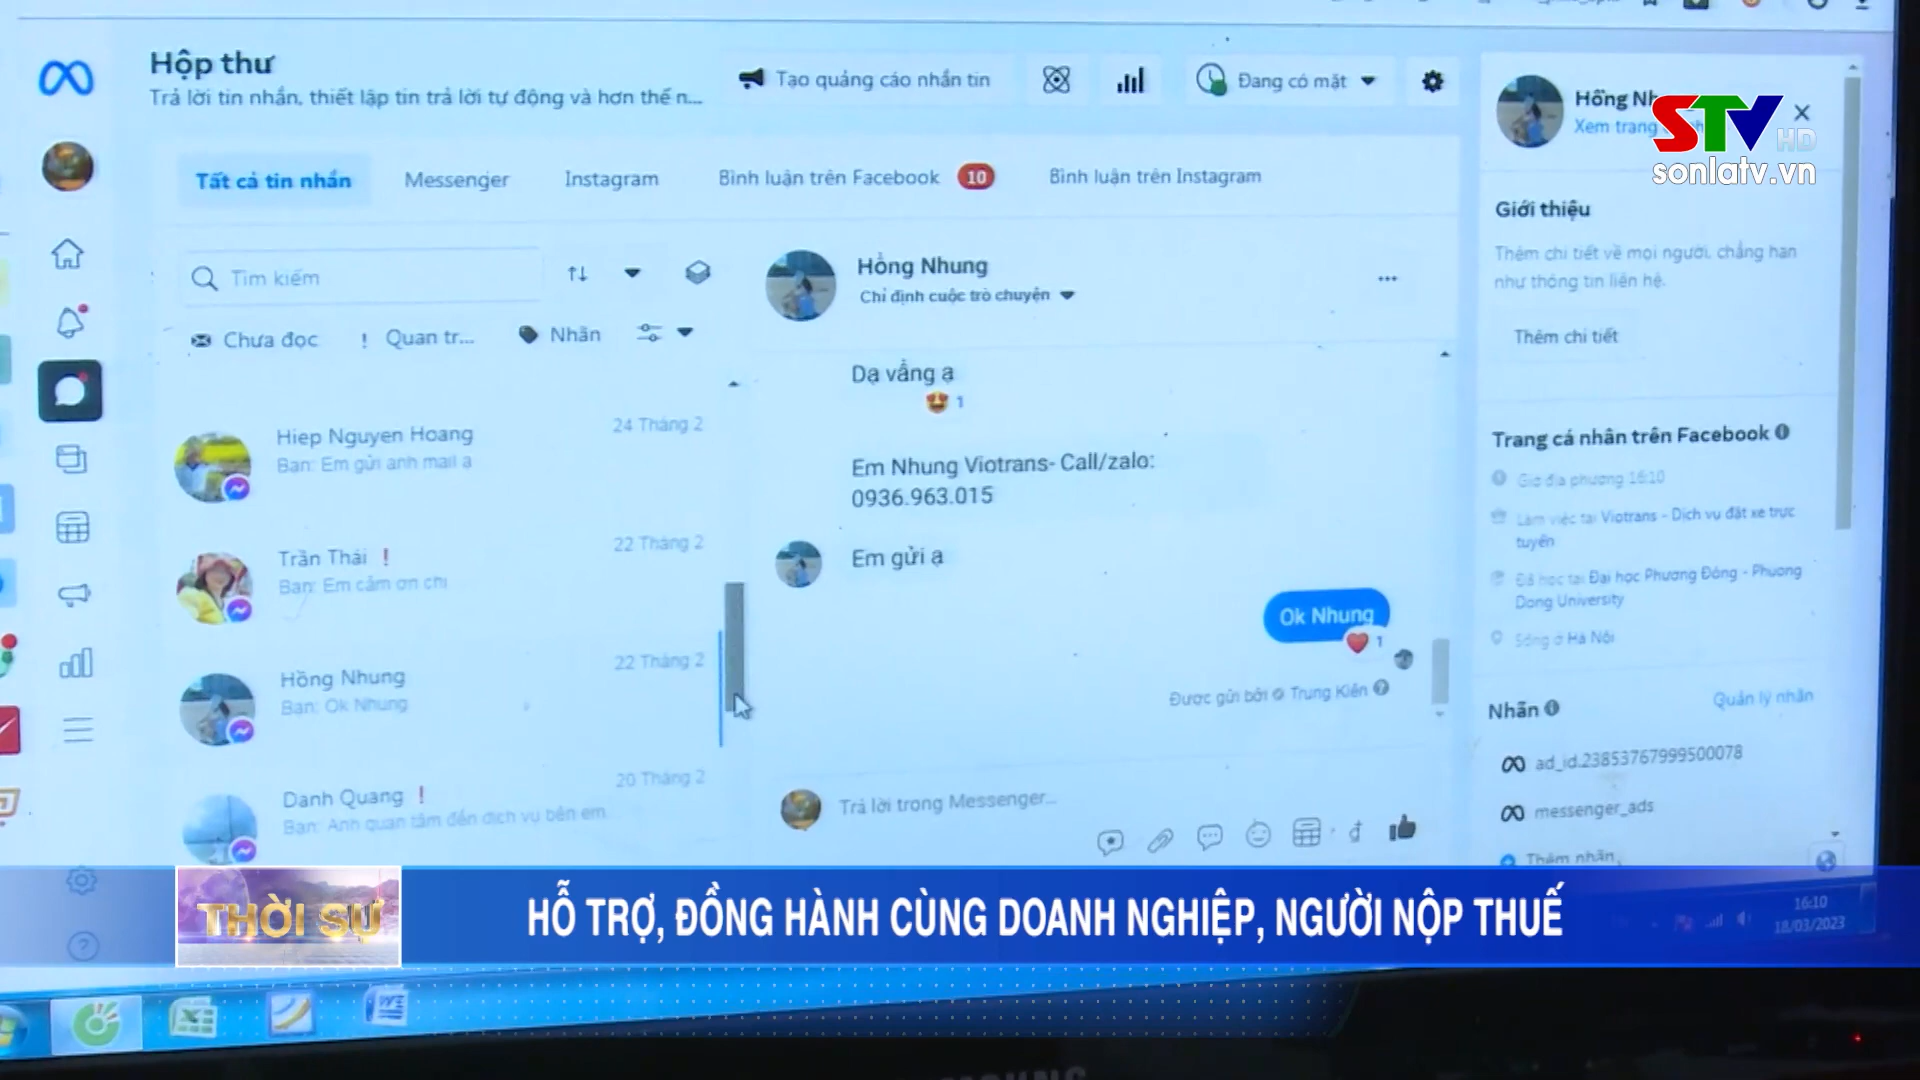 Hộp thư
Trả lời tin nhắn, thiết lập tin trả lời tự động và hơn thế n...
Tạo quảng cáo nhắn tin
Đang có mặt
Tất cả tin nhắn
Messenger
Instagram
Bình luận trên Facebook 10
Bình luận trên Instagram
Tìm kiếm
Chưa đọc
! Quan tr...
Nhãn
Hiep Nguyen Hoang
24 Tháng 2
Bạn: Em gửi anh mail ạ
Trần Thái !
22 Tháng 2
Bạn: Em cảm ơn chị
Hồng Nhung
22 Tháng 2
Bạn: Ok Nhung
Danh Quang !
20 Tháng 2
Bạn: Anh quan tâm đến dịch vụ bên em
Hồng Nhung
Chỉ định cuộc trò chuyện
Dạ vâng ạ
1
Em Nhung Viotrans- Call/zalo:
0936.963.015
Em gửi ạ
Ok Nhung
1
Được gửi bởi Trung Kiên
Trả lời trong Messenger...
Hồng Nh
Xem trang
STV HD
sonlatv.vn
Giới thiệu
Thêm chi tiết về mọi người, chẳng hạn
như thông tin liên hệ.
Thêm chi tiết
Trang cá nhân trên Facebook
Giờ địa phương 16:10
Làm việc tại Viotrans - Dịch vụ đặt xe trực
tuyến
Đã học tại Đại học Phương Đông - Phuong
Dong University
Sống ở Hà Nội
Nhãn
Quản lý nhãn
ad_id.23853767999500078
messenger_ads
Thêm nhãn
THỜI SỰ
HỖ TRỢ, ĐỒNG HÀNH CÙNG DOANH NGHIỆP, NGƯỜI NỘP THUẾ
16:10
18/03/2023